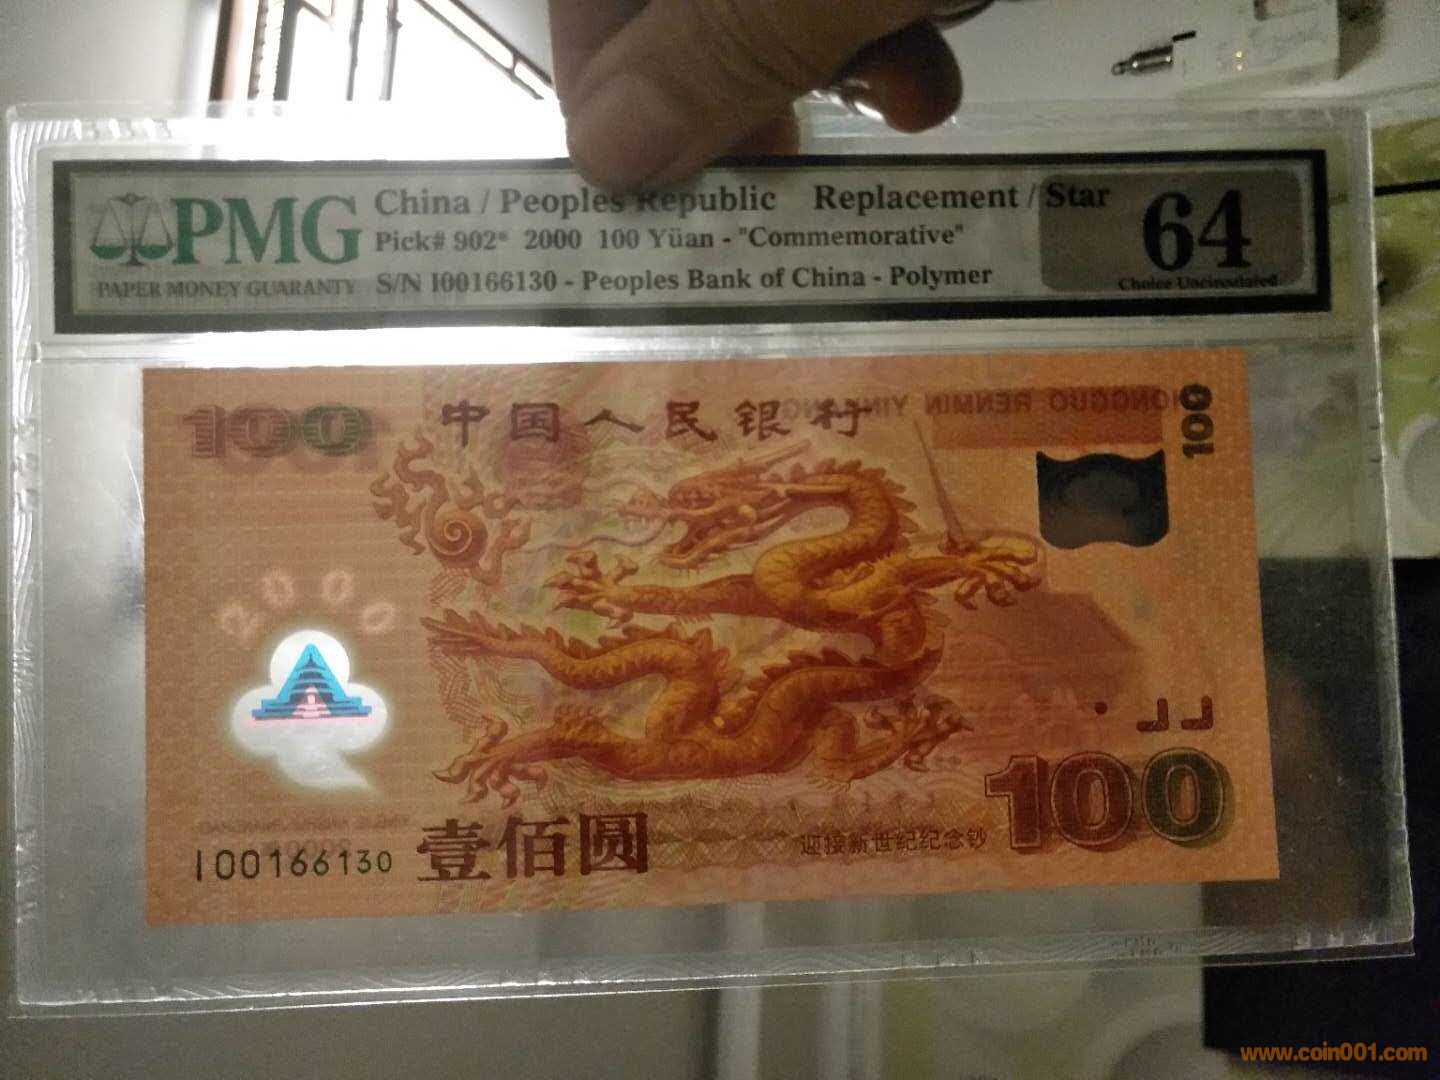 PMG
PAPER MONEY GUARANTY
China / Peoples Republic Replacement / Star
Pick# 902* 2000 100 Yüan - "Commemorative"
S/N I00166130 - Peoples Bank of China - Polymer
64
Choice Uncirculated
100
中国人民银行
RENMIN
100
2000
I00166130
壹佰圆
迎接新世纪纪念钞
100
www.coin001.com